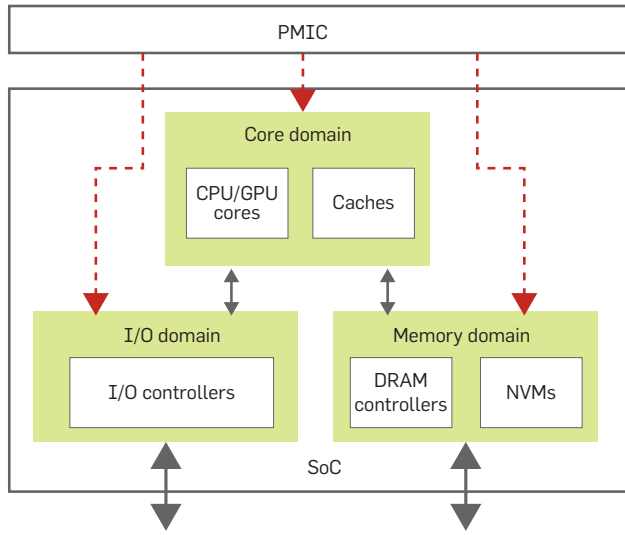 PMIC
Core domain
CPU/GPU
cores
Caches
I/O domain
I/O controllers
Memory domain
DRAM
controllers
NVMs
SoC